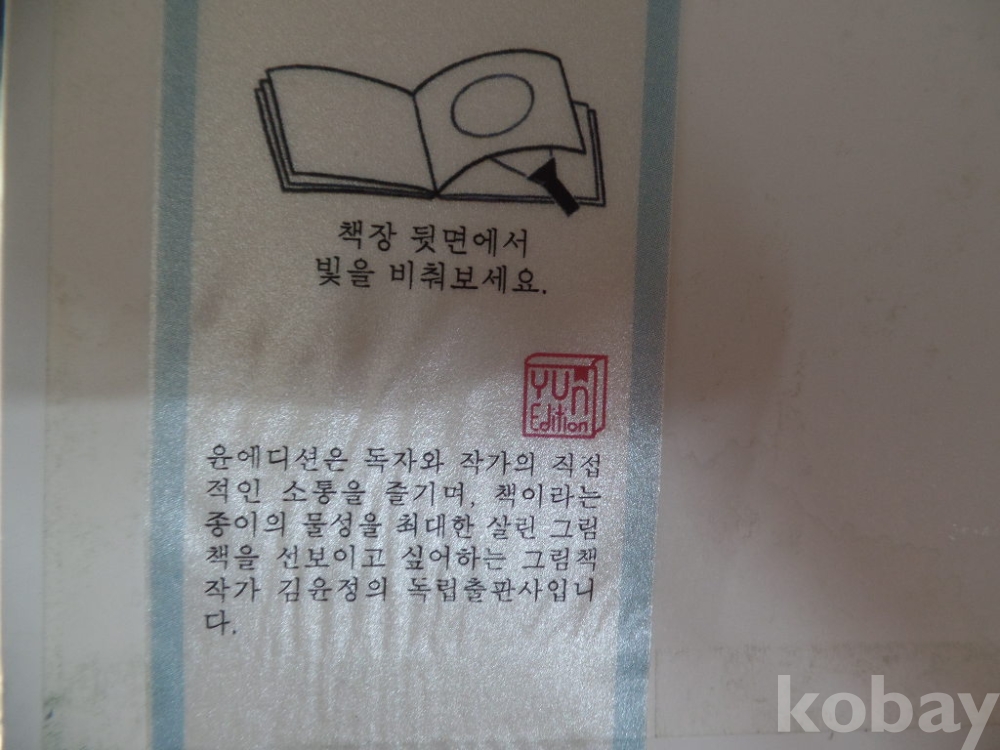 책장 뒷면에서
빛을 비춰보세요.
YUN
Edition
윤에디션은 독자와 작가의 직접
적인 소통을 즐기며, 책이라는
종이의 물성을 최대한 살린 그림
책을 선보이고 싶어하는 그림책
작가 김윤정의 독립출판사입니
다.
kobay